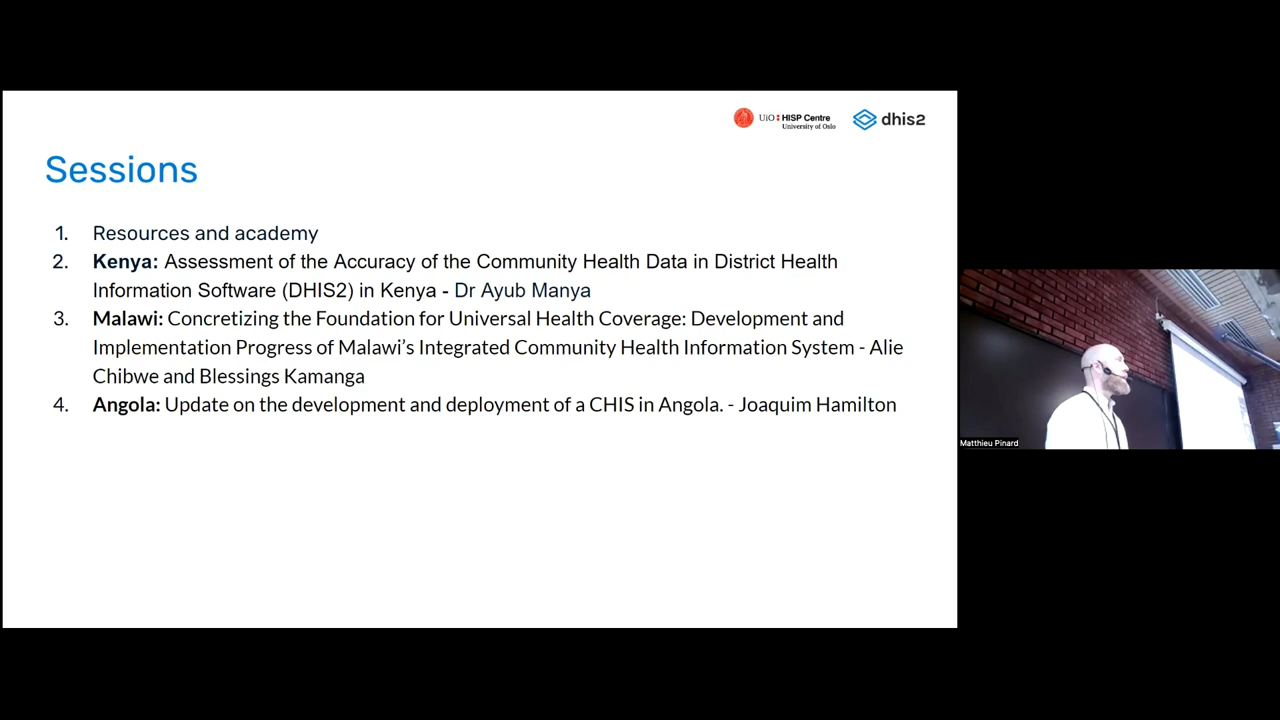 UiO: HISP Centre
University of Oslo
dhis2
Sessions
1. Resources and academy
2. Kenya: Assessment of the Accuracy of the Community Health Data in District Health
Information Software (DHIS2) in Kenya - Dr Ayub Manya
3. Malawi: Concretizing the Foundation for Universal Health Coverage: Development and
Implementation Progress of Malawi’s Integrated Community Health Information System - Alie
Chibwe and Blessings Kamanga
4. Angola: Update on the development and deployment of a CHIS in Angola. - Joaquim Hamilton
Matthieu Pinard